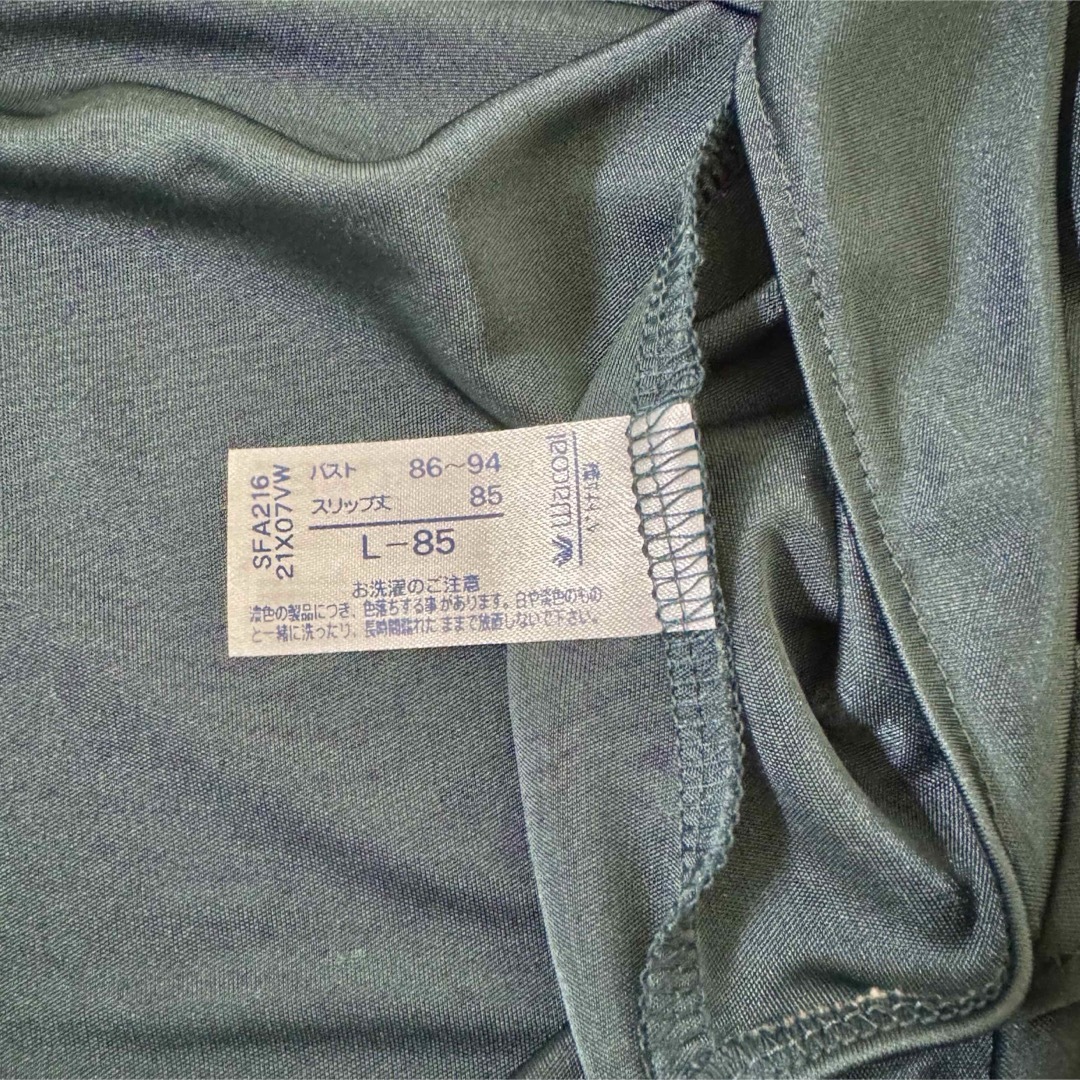 SFA216
21X07VW
バスト 86～94
スリップ丈 85
L-85
お洗濯のご注意
濃色の製品につき、色落ちする事があります。白や淡色のもの
と一緒に洗ったり、長時間濡れたままで放置しないで下さい。
Wacoal